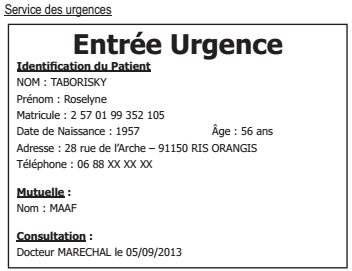 Service des urgences
Entrée Urgence
Identification du Patient
NOM : TABORISKY
Prénom : Roselyne
Matricule : 2 57 01 99 352 105
Date de Naissance : 1957 Âge : 56 ans
Adresse : 28 rue de l'Arche – 91150 RIS ORANGIS
Téléphone : 06 88 XX XX XX
Mutuelle :
Nom : MAAF
Consultation :
Docteur MARECHAL le 05/09/2013